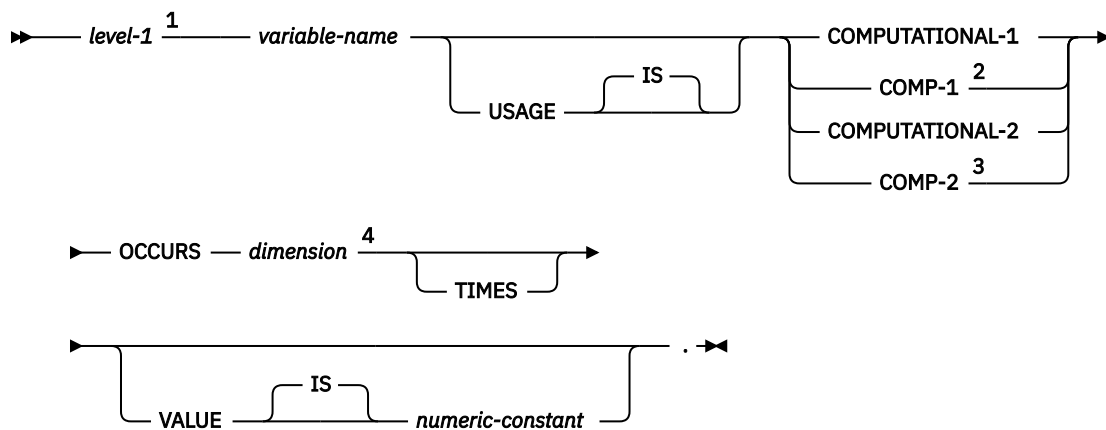 level-1 1 variable-name COMPUTATIONAL-1
IS COMP-1 2
USAGE COMPUTATIONAL-2
COMP-2 3
OCCURS dimension 4
TIMES
.
IS
VALUE numeric-constant